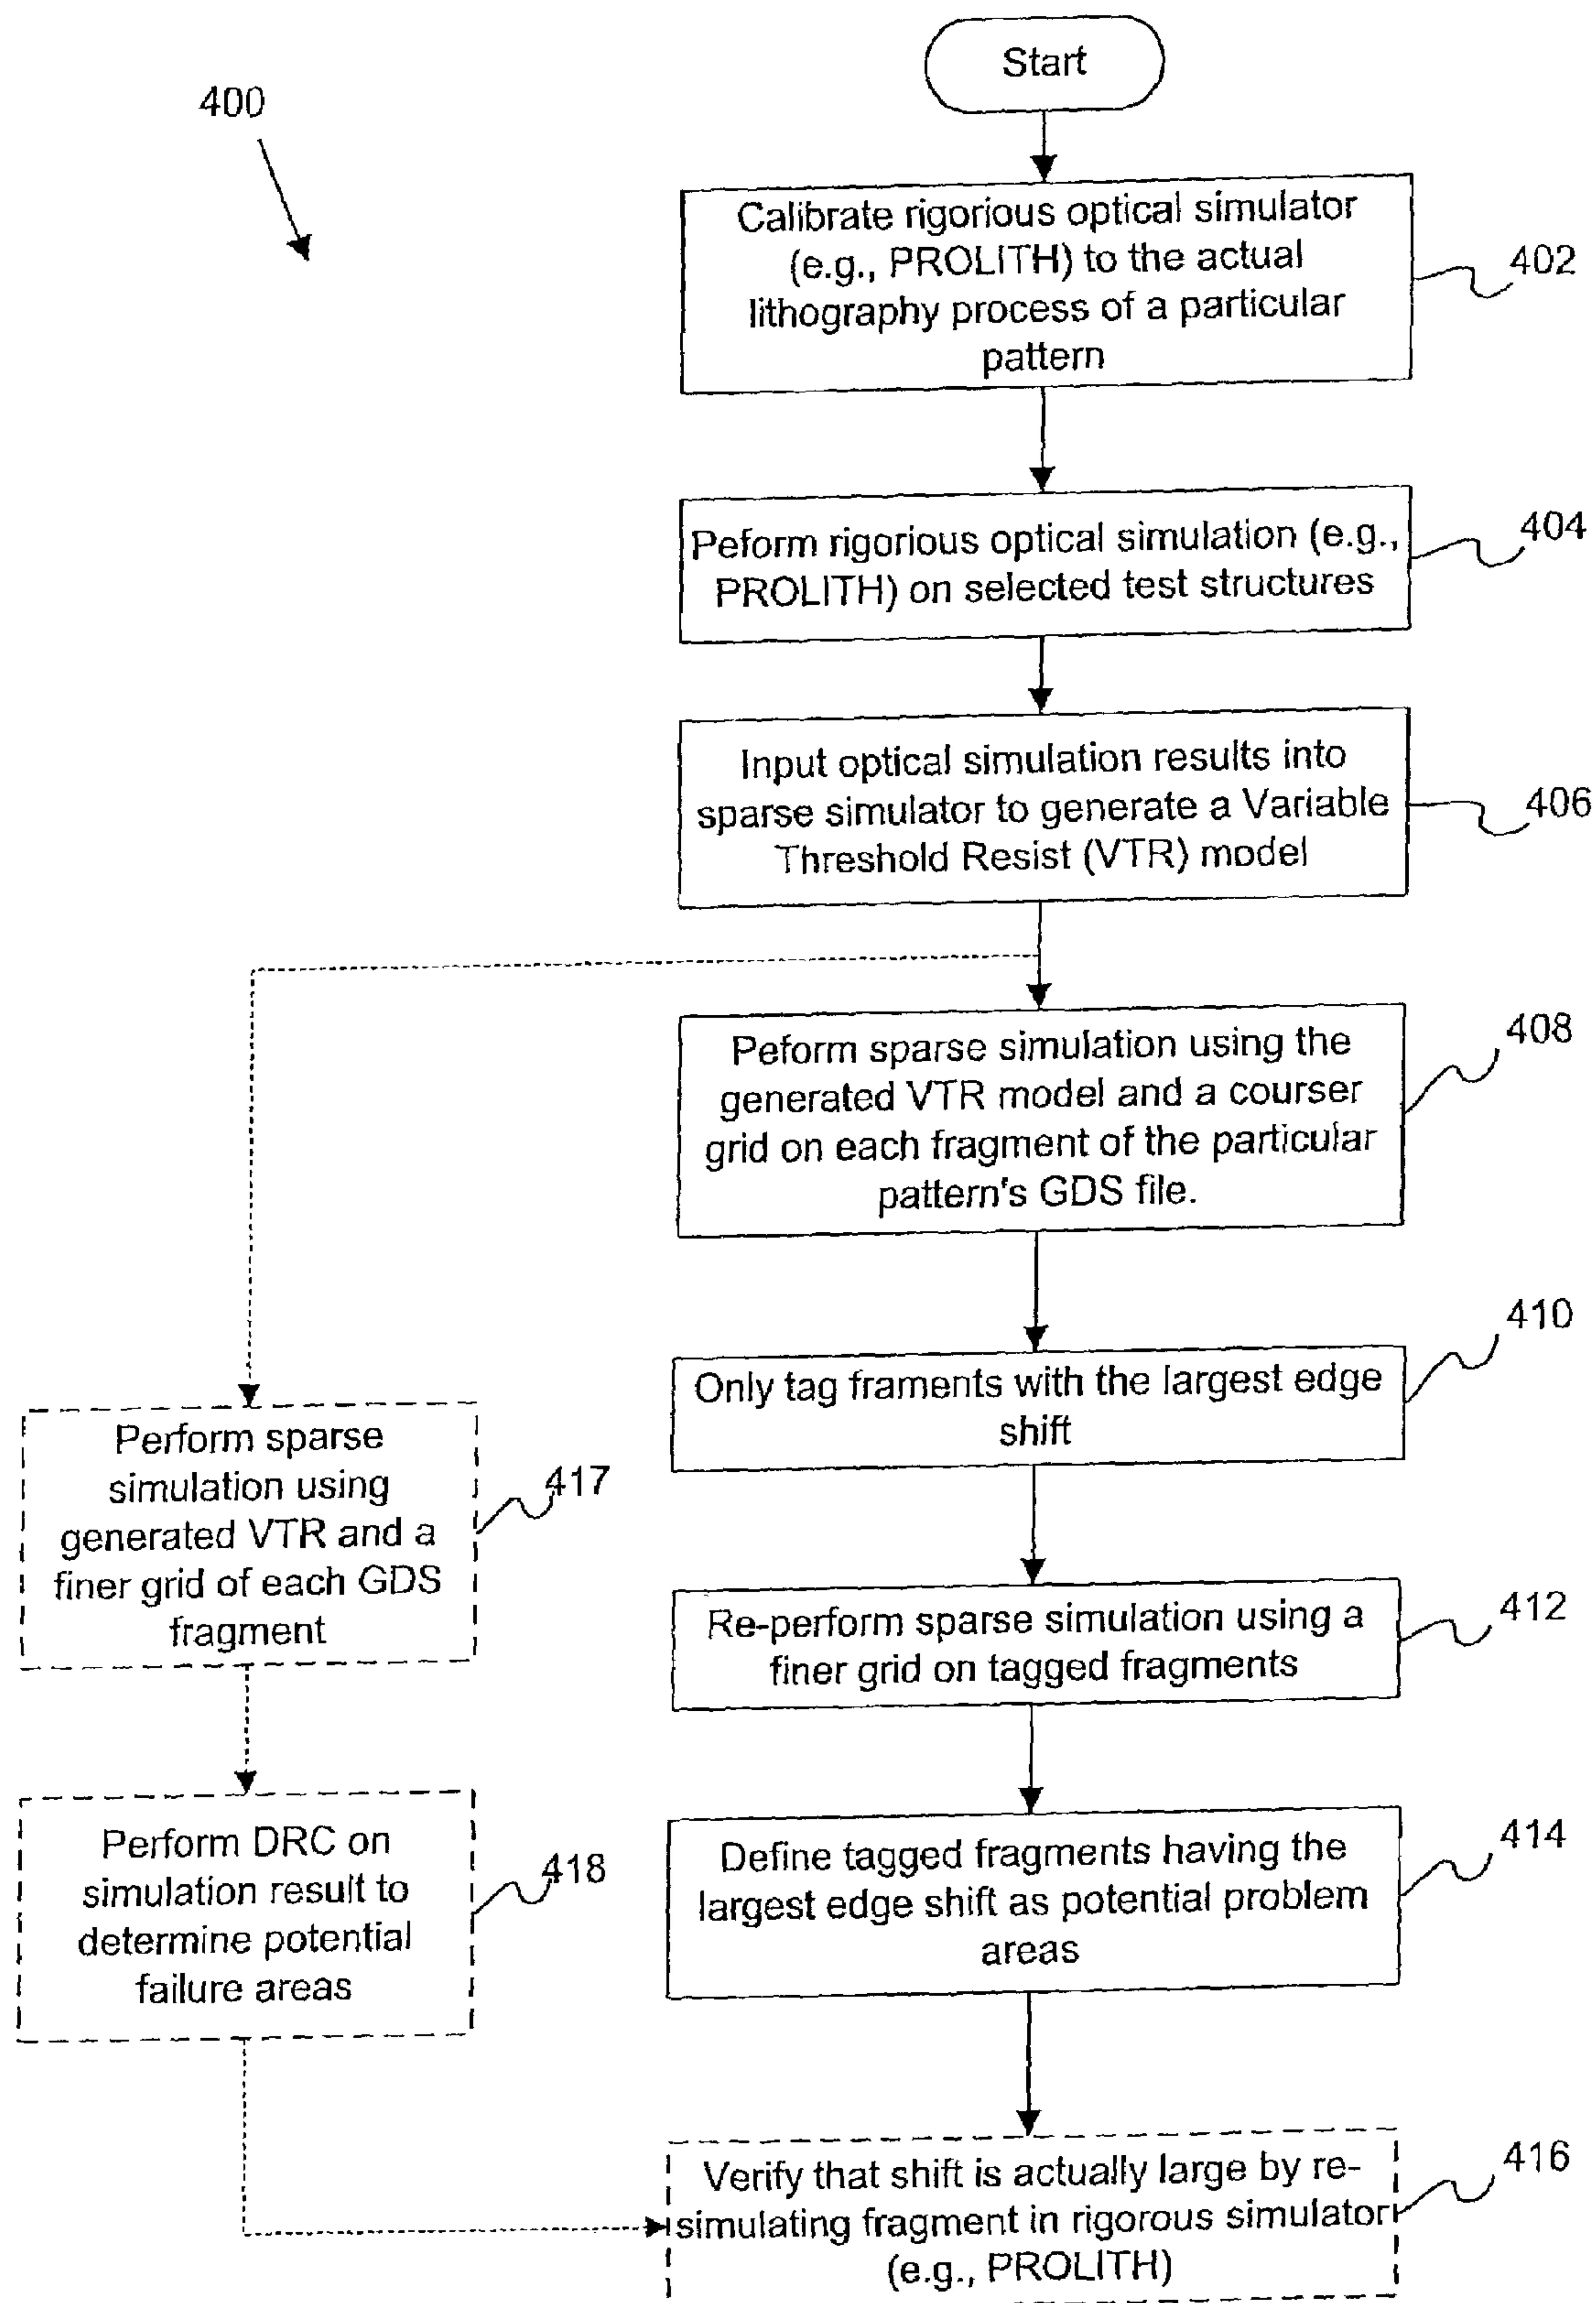 Start
400
Calibrate rigorious optical simulator
(e.g., PROLITH) to the actual
lithography process of a particular
pattern
402
Peform rigorious optical simulation (e.g.,
PROLITH) on selected test structures
404
Input optical simulation results into
sparse simulator to generate a Variable
Threshold Resist (VTR) model
406
Peform sparse simulation using the
generated VTR model and a courser
grid on each fragment of the particular
pattern's GDS file.
408
Only tag framents with the largest edge
shift
410
Perform sparse
simulation using
generated VTR and a
finer grid of each GDS
fragment
417
Re-perform sparse simulation using a
finer grid on tagged fragments
412
Perform DRC on
simulation result to
determine potential
failure areas
418
Define tagged fragments having the
largest edge shift as potential problem
areas
414
Verify that shift is actually large by re-
simulating fragment in rigorous simulator
(e.g., PROLITH)
416